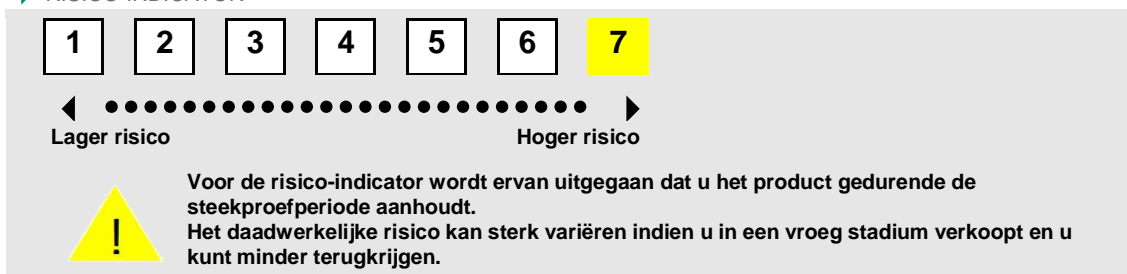 RISICO-INDICATOR
1 2 3 4 5 6 7
Lager risico Hoger risico
! Voor de risico-indicator wordt ervan uitgegaan dat u het product gedurende de
steekproefperiode aanhoudt.
Het daadwerkelijke risico kan sterk variëren indien u in een vroeg stadium verkoopt en u
kunt minder terugkrijgen.